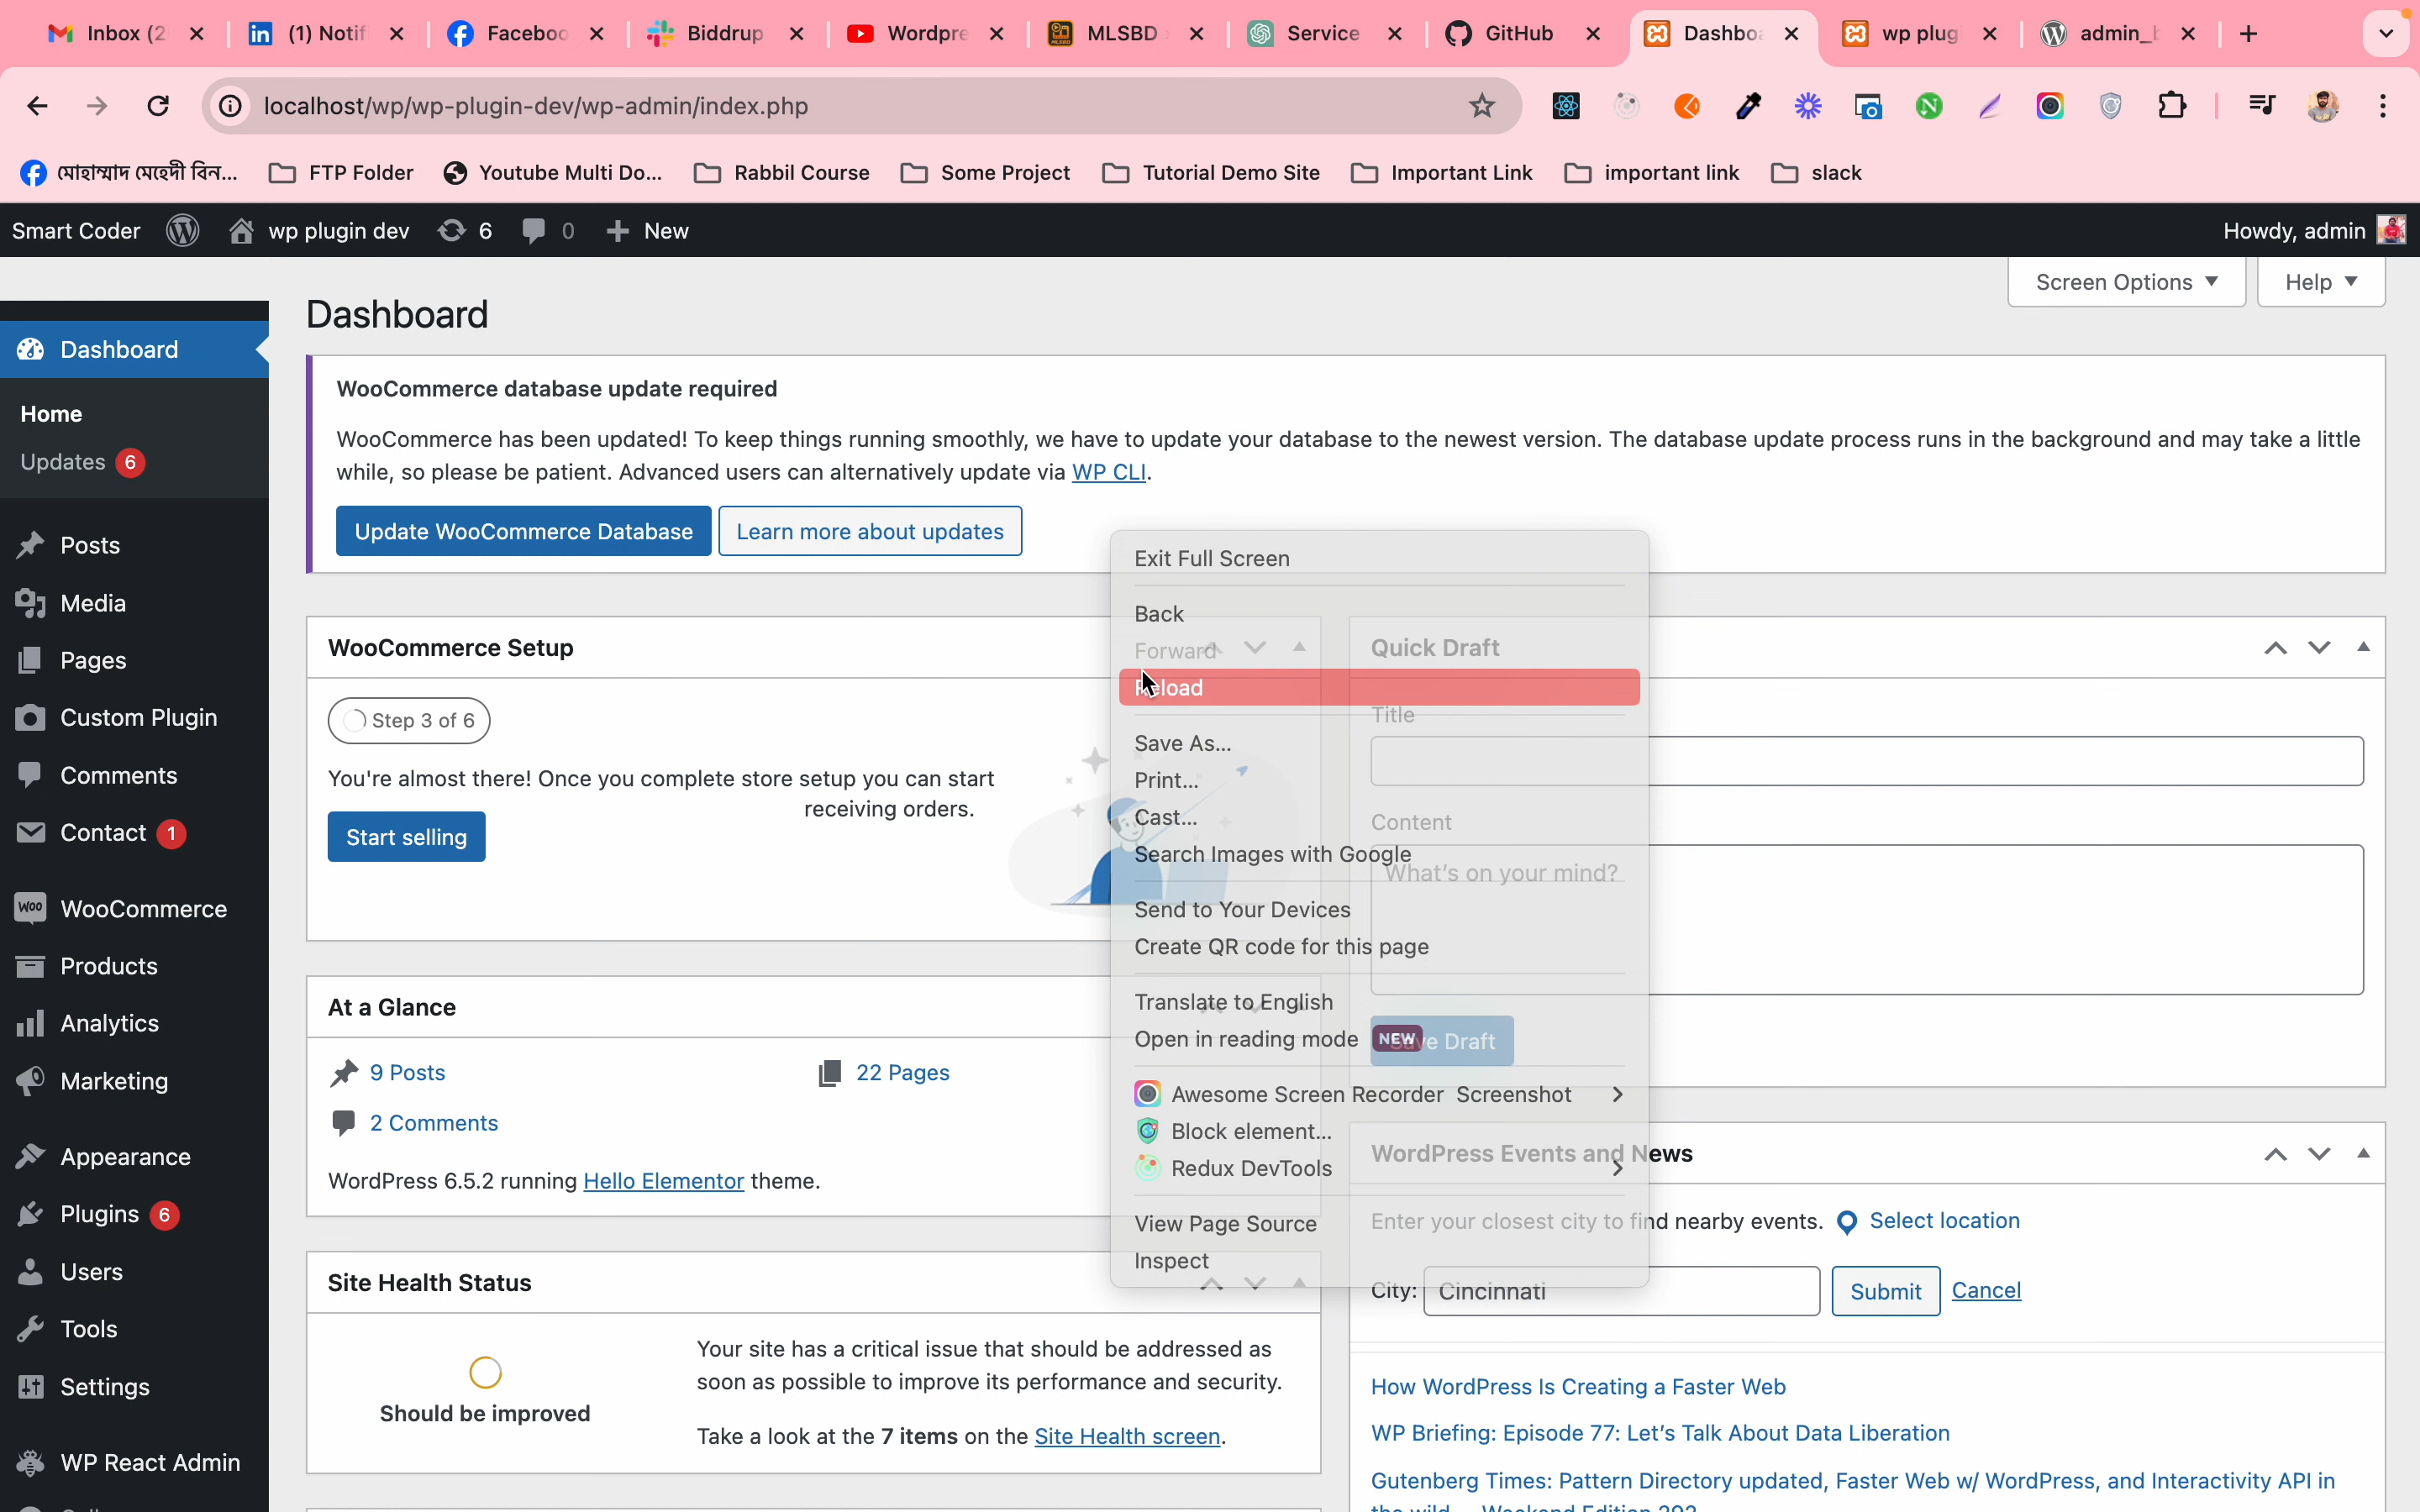 Inbox (2
(1) Notif
Faceboo
Biddrup
Wordpre
MLSBD
Service
GitHub
Dashbo
wp plug
admin_b
localhost/wp/wp-plugin-dev/wp-admin/index.php
মোহাম্মাদ মেহেদী বিন...
FTP Folder
Youtube Multi Do...
Rabbil Course
Some Project
Tutorial Demo Site
Important Link
important link
slack
Smart Coder
wp plugin dev
6
0
New
Howdy, admin
Screen Options
Help
Dashboard
Dashboard
Home
Updates 6
Posts
Media
Pages
Custom Plugin
Comments
Contact 1
WooCommerce
Products
Analytics
Marketing
Appearance
Plugins 6
Users
Tools
Settings
WP React Admin
WooCommerce database update required
WooCommerce has been updated! To keep things running smoothly, we have to update your database to the newest version. The database update process runs in the background and may take a little
while, so please be patient. Advanced users can alternatively update via WP CLI.
Update WooCommerce Database
Learn more about updates
WooCommerce Setup
Step 3 of 6
You're almost there! Once you complete store setup you can start
receiving orders.
Start selling
At a Glance
9 Posts
22 Pages
2 Comments
WordPress 6.5.2 running Hello Elementor theme.
Site Health Status
Should be improved
Your site has a critical issue that should be addressed as
soon as possible to improve its performance and security.
Take a look at the 7 items on the Site Health screen.
Exit Full Screen
Back
Forward
Reload
Save As...
Print...
Cast...
Search Images with Google
Send to Your Devices
Create QR code for this page
Translate to English
Open in reading mode NEW
Awesome Screen Recorder Screenshot
Block element...
Redux DevTools
View Page Source
Inspect
Quick Draft
Title
Content
What's on your mind?
Save Draft
WordPress Events and News
Enter your closest city to find nearby events.
Select location
City:
Cincinnati
Submit
Cancel
How WordPress Is Creating a Faster Web
WP Briefing: Episode 77: Let's Talk About Data Liberation
Gutenberg Times: Pattern Directory updated, Faster Web w/ WordPress, and Interactivity API in